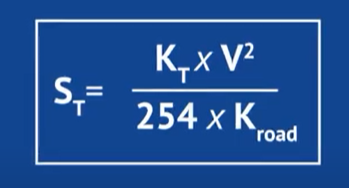 S_T = K_T x V²
254 x K_road